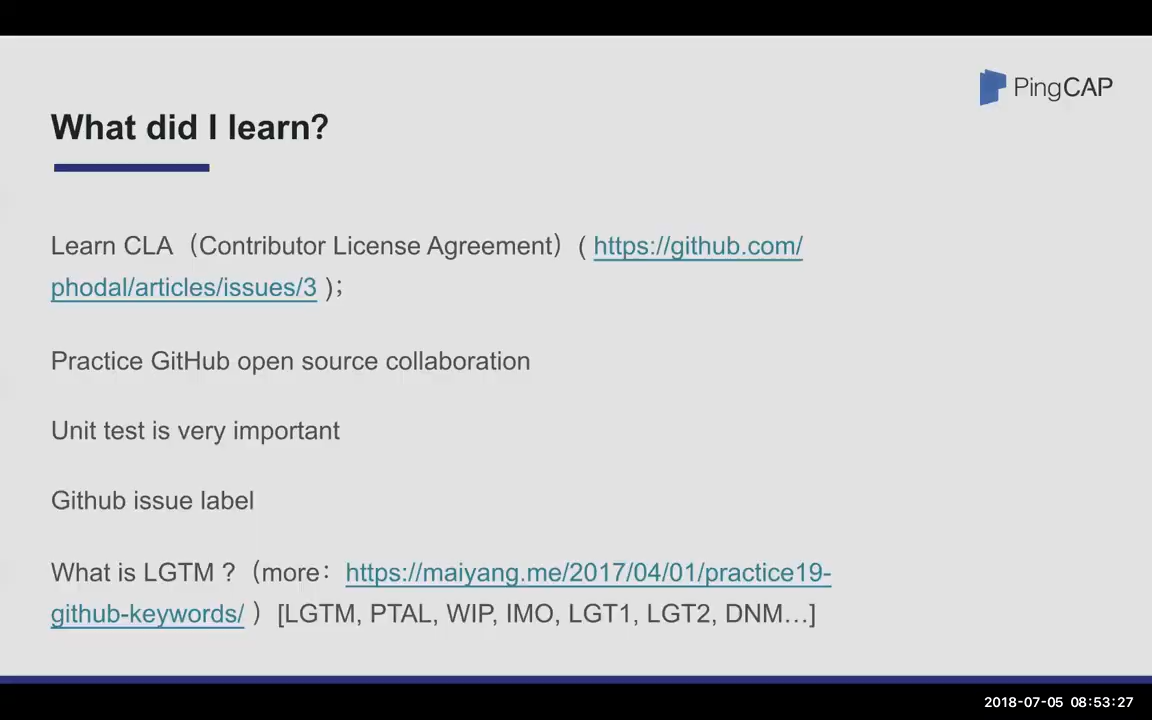 PingCAP
What did I learn?
Learn CLA（Contributor License Agreement）( https://github.com/
phodal/articles/issues/3 )；
Practice GitHub open source collaboration
Unit test is very important
Github issue label
What is LGTM ?（more：https://maiyang.me/2017/04/01/practice19-
github-keywords/ ）[LGTM, PTAL, WIP, IMO, LGT1, LGT2, DNM…]
2018-07-05 08:53:27